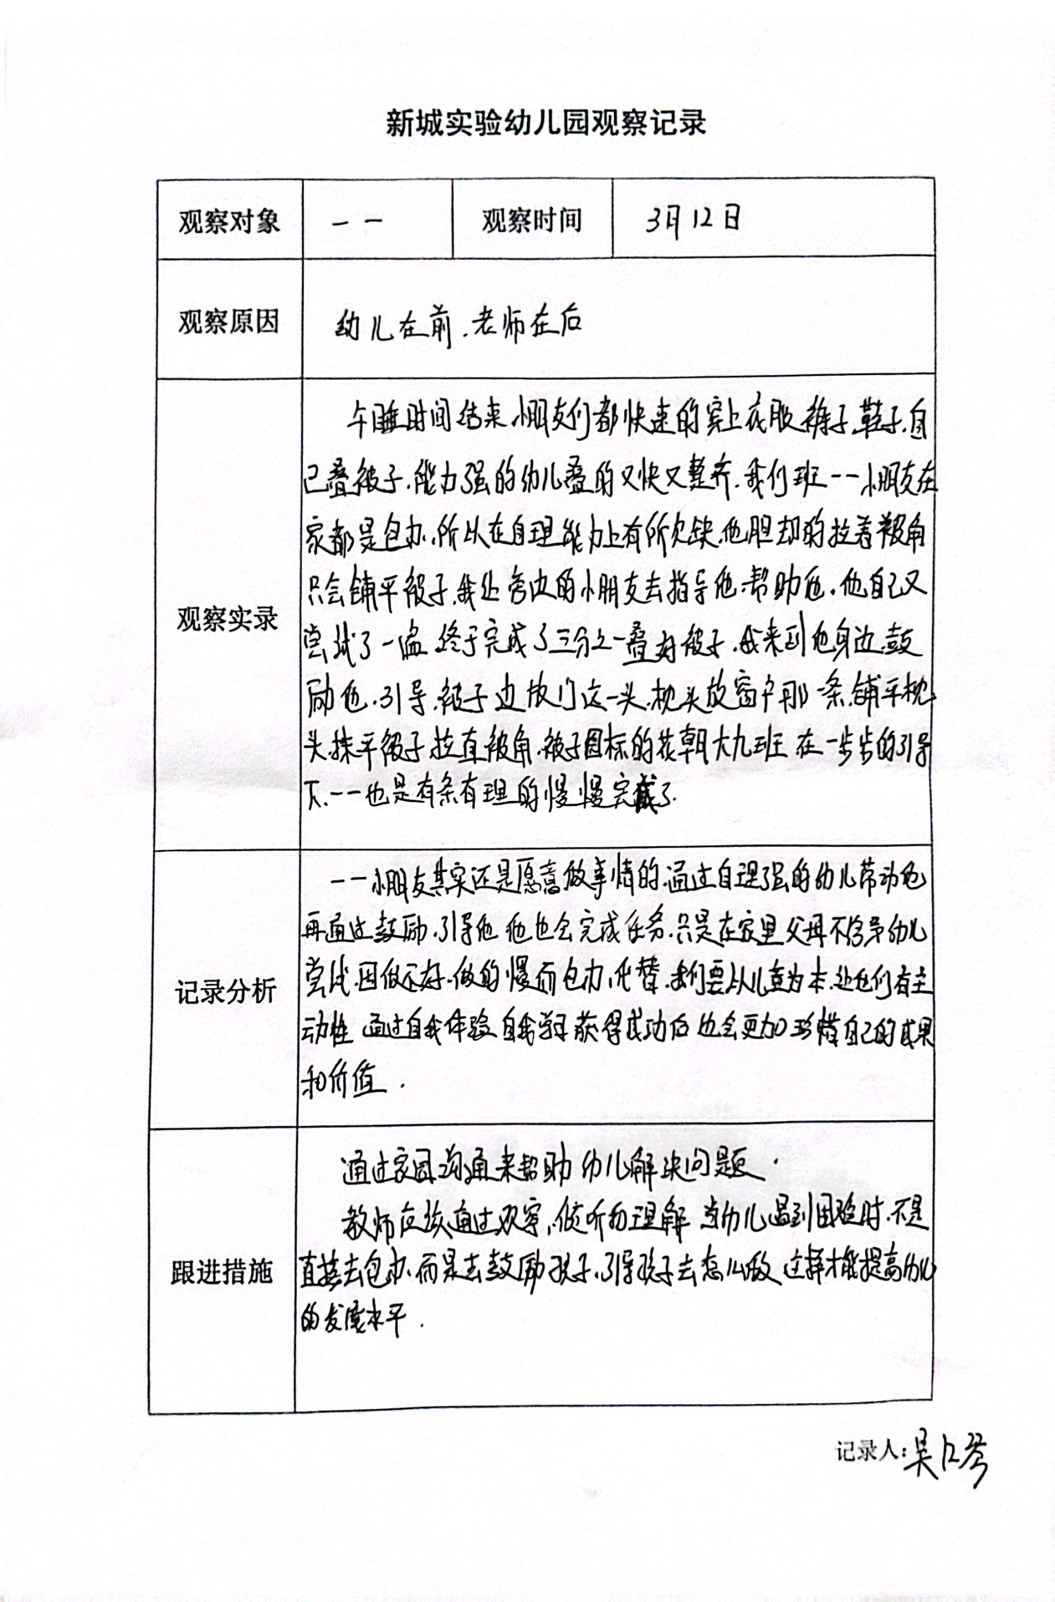 新城实验幼儿园观察记录
观察对象 一一 观察时间 3月12日
观察原因 幼儿在前.老师在后
观察实录
午睡时间结束.小朋友们都快速的穿上衣服.裤子.鞋子.自
己叠被子.能力强的幼儿叠的又快又整齐.我们班一一小朋友在
家都是包办.所以在自理能力上有所欠缺.他胆却的拉着被角
只会铺平被子.我让旁边的小朋友去指导他.帮助他.他自己又
尝试了一遍.终于完成了三分之一叠好被子.我来到他身边.鼓
励他.引导.被子边放门这一头.枕头放窗户那一条.铺平枕
头抹平被子拉直被角.被子图标的花朝大九班 在一步步的引导
下.一一也是有条有理的慢慢完成了.
记录分析
一一小朋友其实还是愿意做事情的.通过自理强的幼儿带动他
再通过鼓励.引导他 他也会完成任务.只是在家里父母不给予幼儿
尝试.因做不好.做的慢而包办.代替.我们要从儿童为本.让他们有主
动性 通过自我体验 自我学习 获得成功后 也会更加珍惜自己的成果
和价值.
跟进措施
通过家园沟通来帮助幼儿解决问题.
教师应该通过观察.倾听和理解 当幼儿遇到困难时.不是
直接去包办.而是去鼓励孩子.引导孩子去怎么做 这样才能提高幼儿
的发展水平.
记录人:吴